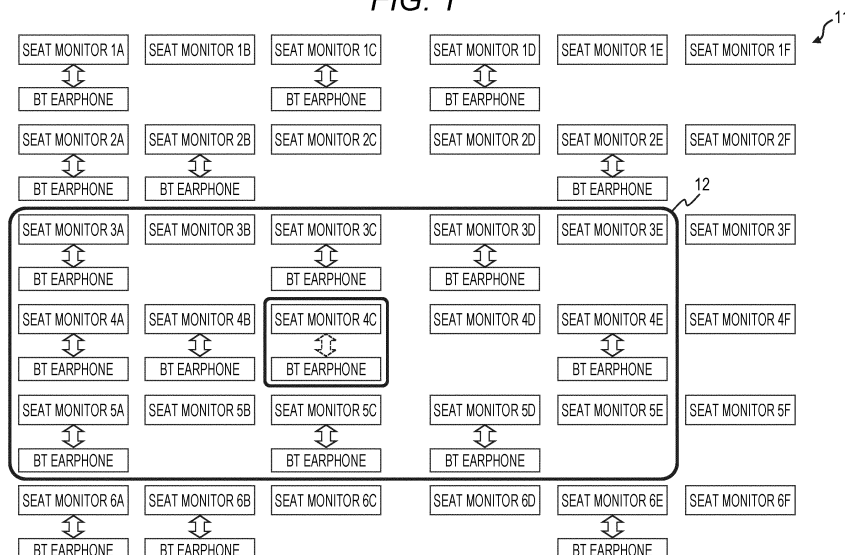 FIG. 1
11
SEAT MONITOR 1A SEAT MONITOR 1B SEAT MONITOR 1C SEAT MONITOR 1D SEAT MONITOR 1E SEAT MONITOR 1F
BT EARPHONE BT EARPHONE BT EARPHONE
SEAT MONITOR 2A SEAT MONITOR 2B SEAT MONITOR 2C SEAT MONITOR 2D SEAT MONITOR 2E SEAT MONITOR 2F
BT EARPHONE BT EARPHONE BT EARPHONE
12
SEAT MONITOR 3A SEAT MONITOR 3B SEAT MONITOR 3C SEAT MONITOR 3D SEAT MONITOR 3E SEAT MONITOR 3F
BT EARPHONE BT EARPHONE BT EARPHONE
SEAT MONITOR 4A SEAT MONITOR 4B SEAT MONITOR 4C SEAT MONITOR 4D SEAT MONITOR 4E SEAT MONITOR 4F
BT EARPHONE BT EARPHONE BT EARPHONE BT EARPHONE
SEAT MONITOR 5A SEAT MONITOR 5B SEAT MONITOR 5C SEAT MONITOR 5D SEAT MONITOR 5E SEAT MONITOR 5F
BT EARPHONE BT EARPHONE BT EARPHONE
SEAT MONITOR 6A SEAT MONITOR 6B SEAT MONITOR 6C SEAT MONITOR 6D SEAT MONITOR 6E SEAT MONITOR 6F
BT EARPHONE BT EARPHONE BT EARPHONE